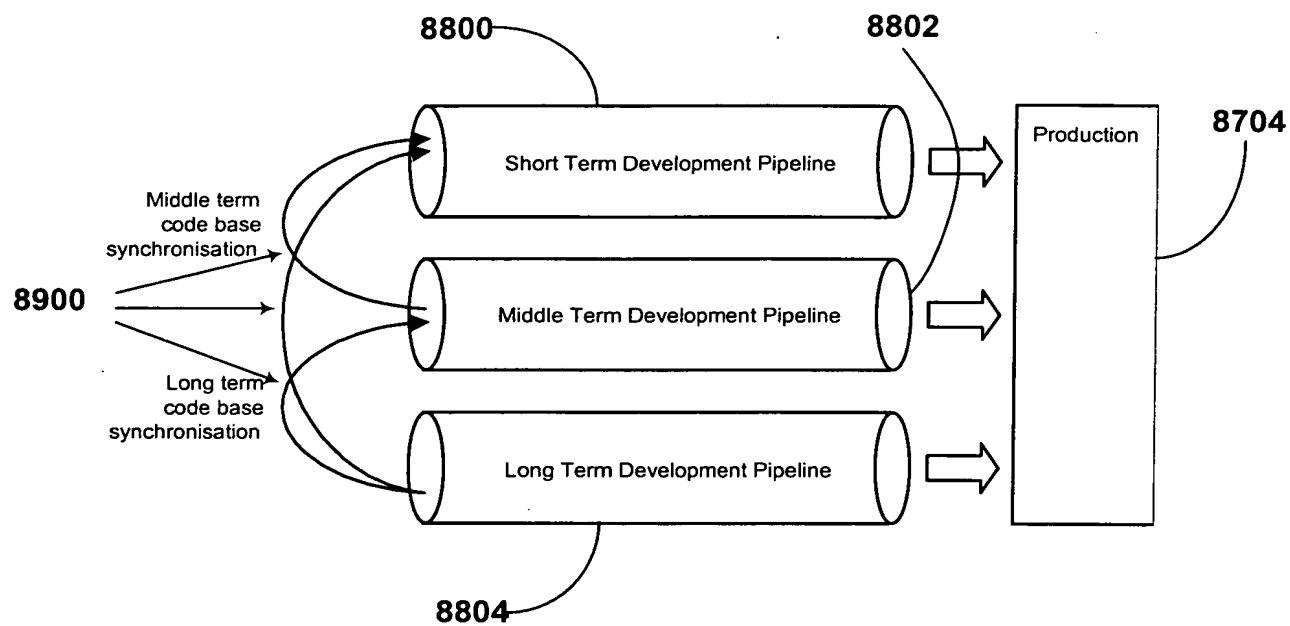 8800
8802
Production
8704
Short Term Development Pipeline
Middle term
code base
synchronisation
8900
Middle Term Development Pipeline
Long term
code base
synchronisation
Long Term Development Pipeline
8804